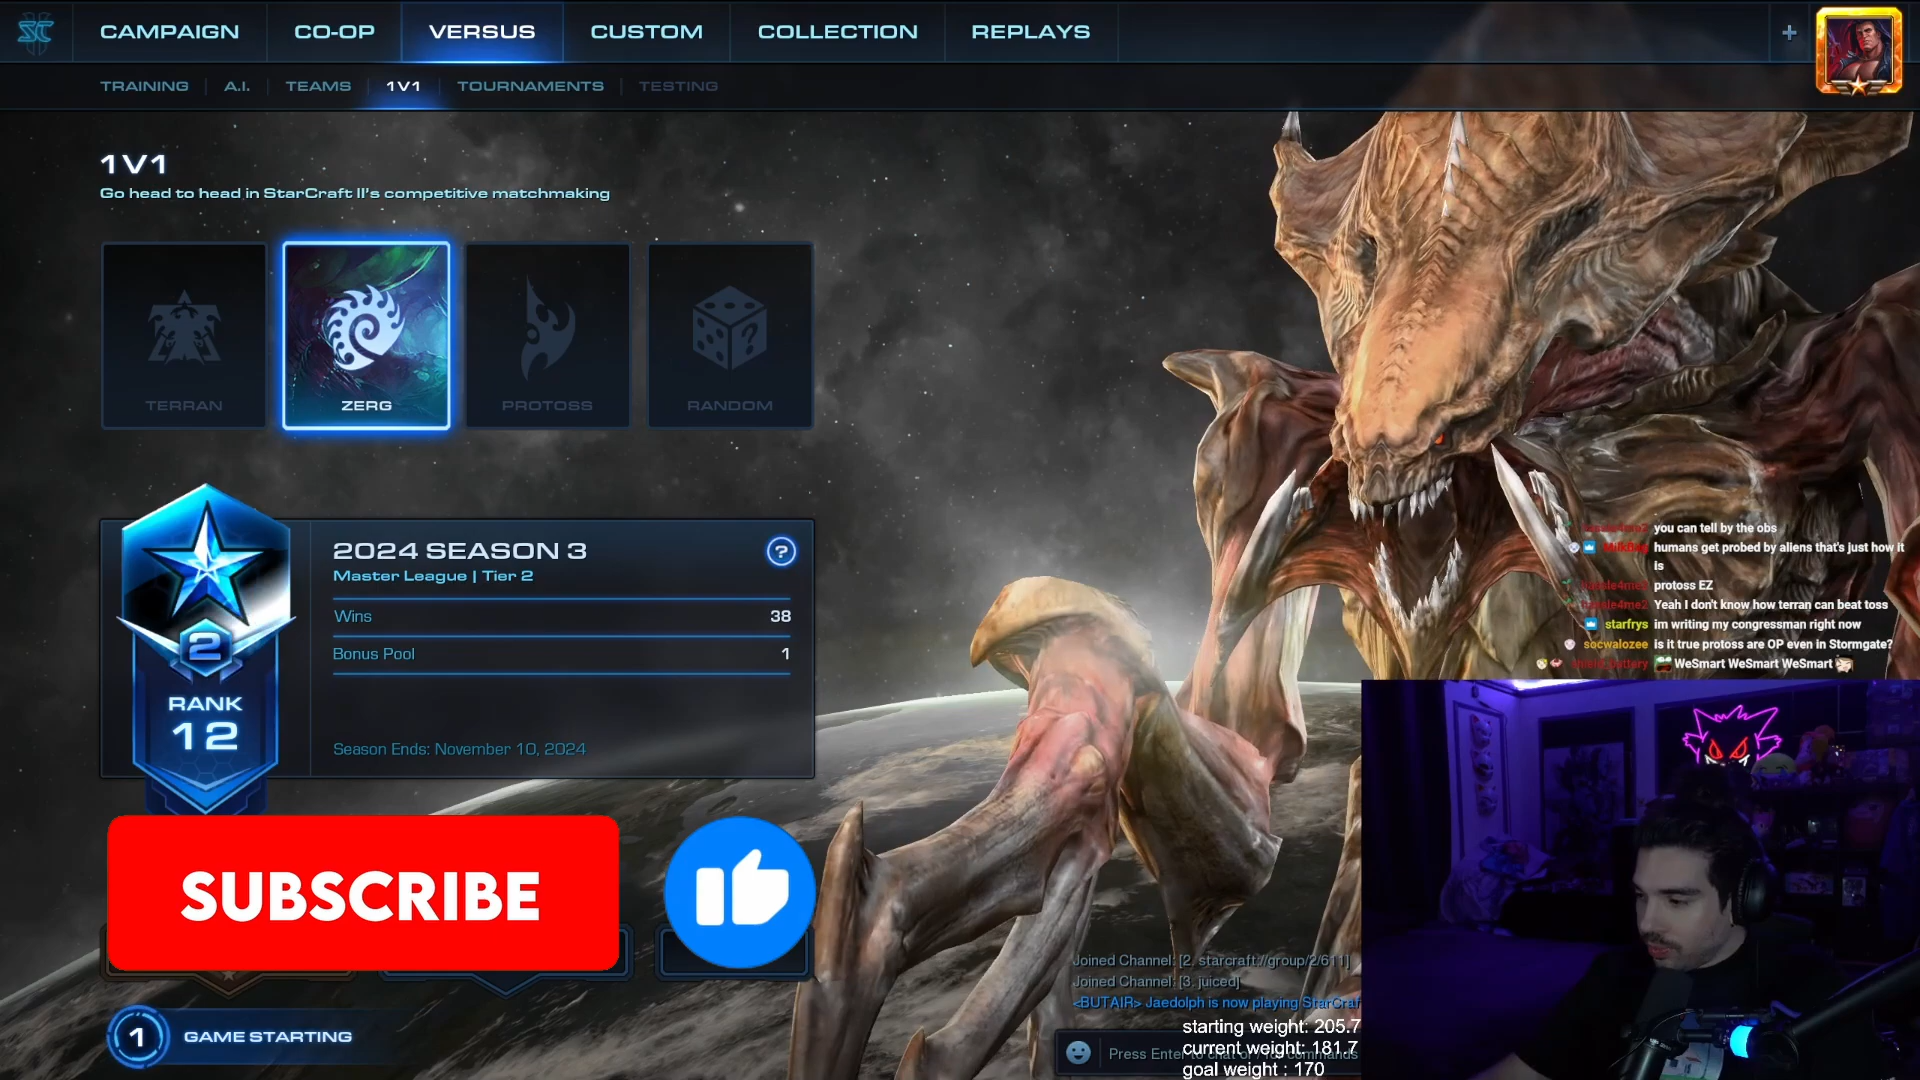 CAMPAIGN
CO-OP
VERSUS
CUSTOM
COLLECTION
REPLAYS
TRAINING
A.I.
TEAMS
1V1
TOURNAMENTS
TESTING
1V1
Go head to head in StarCraft II's competitive matchmaking
TERRAN
ZERG
PROTOSS
RANDOM
2
RANK
12
2024 SEASON 3
?
Master League | Tier 2
Wins 38
Bonus Pool 1
Season Ends: November 10, 2024
SUBSCRIBE
1 GAME STARTING
you can tell by the obs
humans get probed by aliens that's just how it
is
protoss EZ
Yeah I don't know how terran can beat toss
starfrys im writing my congressman right now
socwalozee is it true protoss are OP even in Stormgate?
WeSmart WeSmart WeSmart
Joined Channel: [2. starcraft://group/2/611]
Joined Channel: [3. juiced]
<BUTAIR> Jaedolph is now playing StarCraf
Press Enter to chat or / for commands
starting weight: 205.7
current weight: 181.7
goal weight : 170